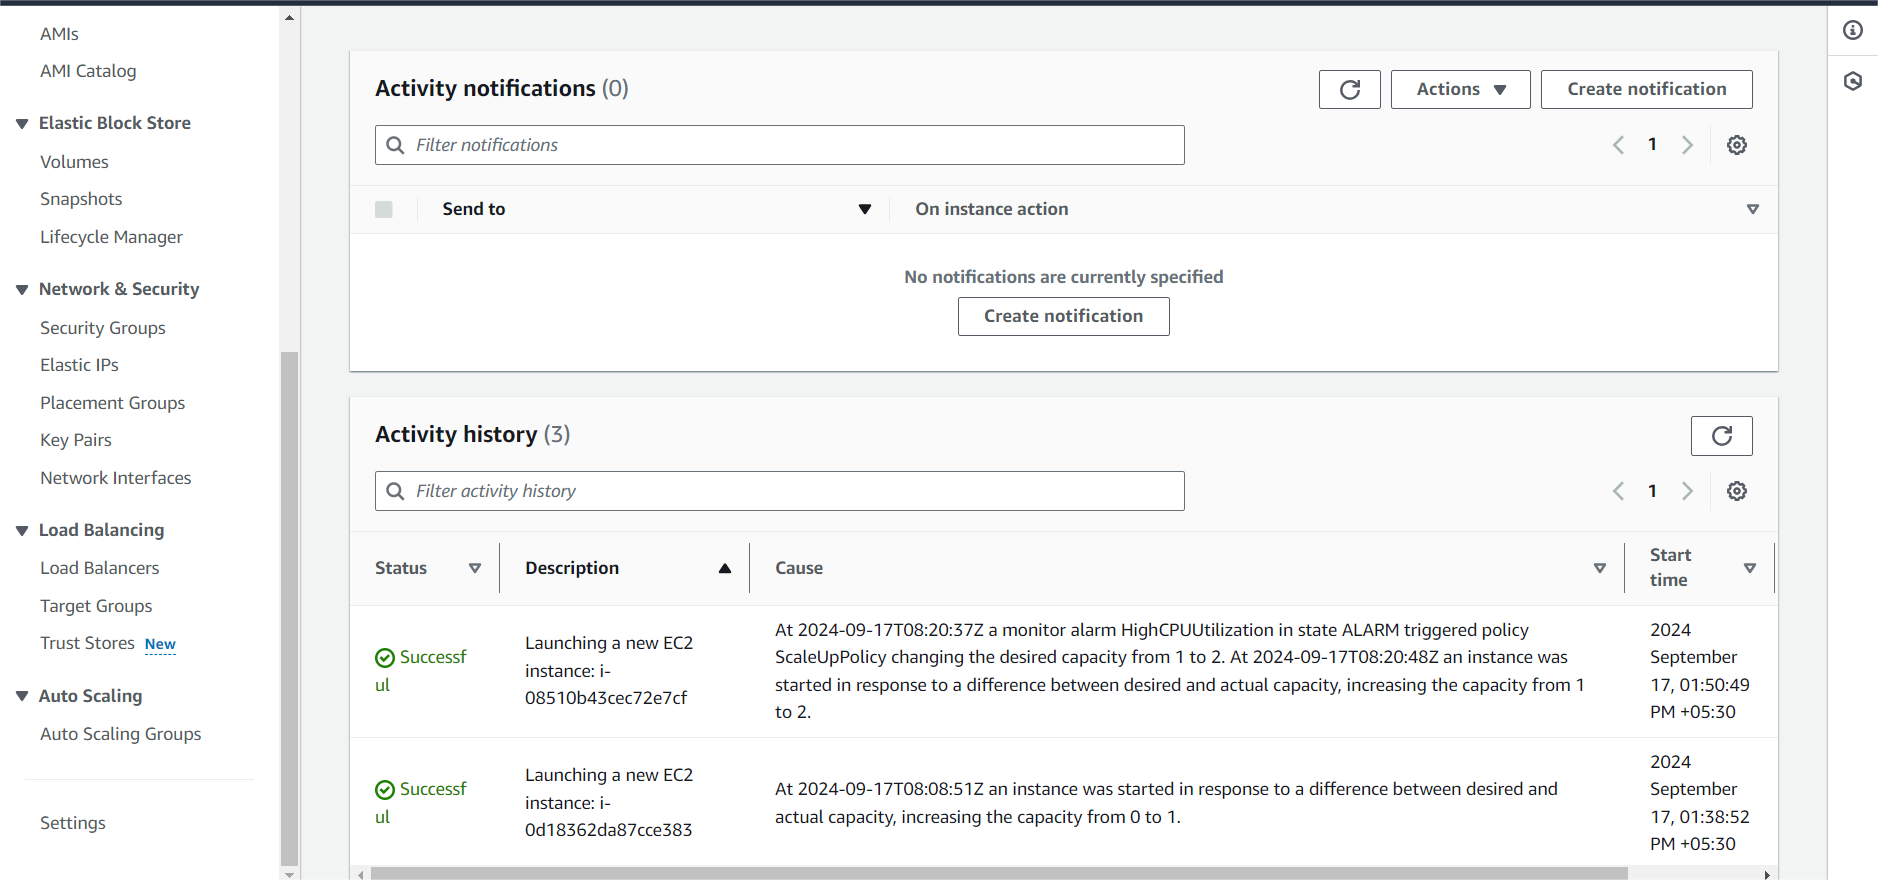 AMIs
AMI Catalog
Elastic Block Store
Volumes
Snapshots
Lifecycle Manager
Network & Security
Security Groups
Elastic IPs
Placement Groups
Key Pairs
Network Interfaces
Load Balancing
Load Balancers
Target Groups
Trust Stores New
Auto Scaling
Auto Scaling Groups
Settings
Activity notifications (0)
Actions
Create notification
Filter notifications
1
Send to
On instance action
No notifications are currently specified
Create notification
Activity history (3)
Filter activity history
1
Status
Description
Cause
Start
time
Successf
ul
Launching a new EC2
instance: i-
08510b43cec72e7cf
At 2024-09-17T08:20:37Z a monitor alarm HighCPUUtilization in state ALARM triggered policy
ScaleUpPolicy changing the desired capacity from 1 to 2. At 2024-09-17T08:20:48Z an instance was
started in response to a difference between desired and actual capacity, increasing the capacity from 1
to 2.
2024
September
17, 01:50:49
PM +05:30
Successf
ul
Launching a new EC2
instance: i-
0d18362da87cce383
At 2024-09-17T08:08:51Z an instance was started in response to a difference between desired and
actual capacity, increasing the capacity from 0 to 1.
2024
September
17, 01:38:52
PM +05:30